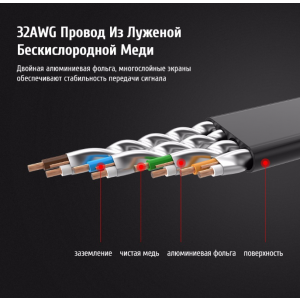 32AWG Провод Из Луженой
Бескислородной Меди
Двойная алюминиевая фольга, многослойные экраны
обеспечивают стабильность передачи сигнала
заземление чистая медь алюминиевая фольга поверхность